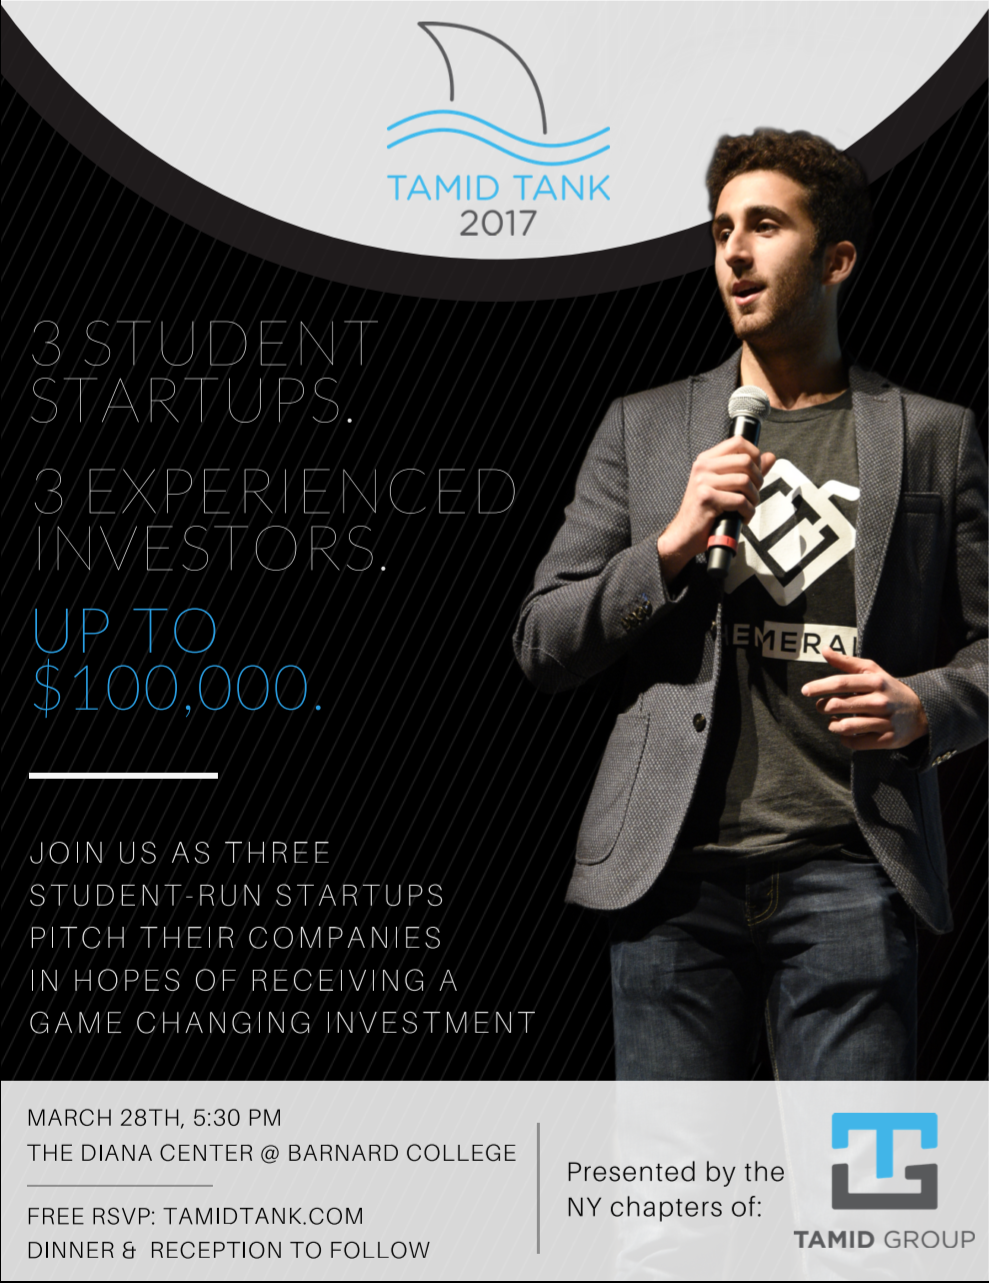 TAMID TANK
2017
3 STUDENT
STARTUPS.
3 EXPERIENCED
INVESTORS.
UP TO
$100,000.
JOIN US AS THREE
STUDENT-RUN STARTUPS
PITCH THEIR COMPANIES
IN HOPES OF RECEIVING A
GAME CHANGING INVESTMENT
MARCH 28TH, 5:30 PM
THE DIANA CENTER @ BARNARD COLLEGE
FREE RSVP: TAMIDTANK.COM
DINNER & RECEPTION TO FOLLOW
Presented by the
NY chapters of:
TAMID GROUP